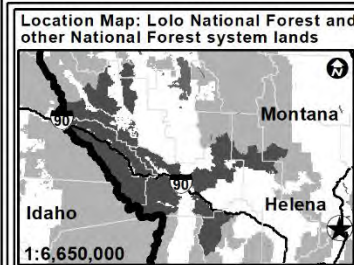 Location Map: Lolo National Forest and
other National Forest system lands
N
Montana
90
90
Idaho
Helena
1:6,650,000